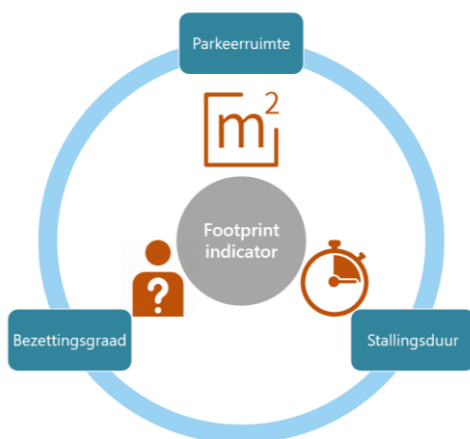 Parkeerruimte
m²
Footprint
indicator
?
Bezettingsgraad
Stallingsduur